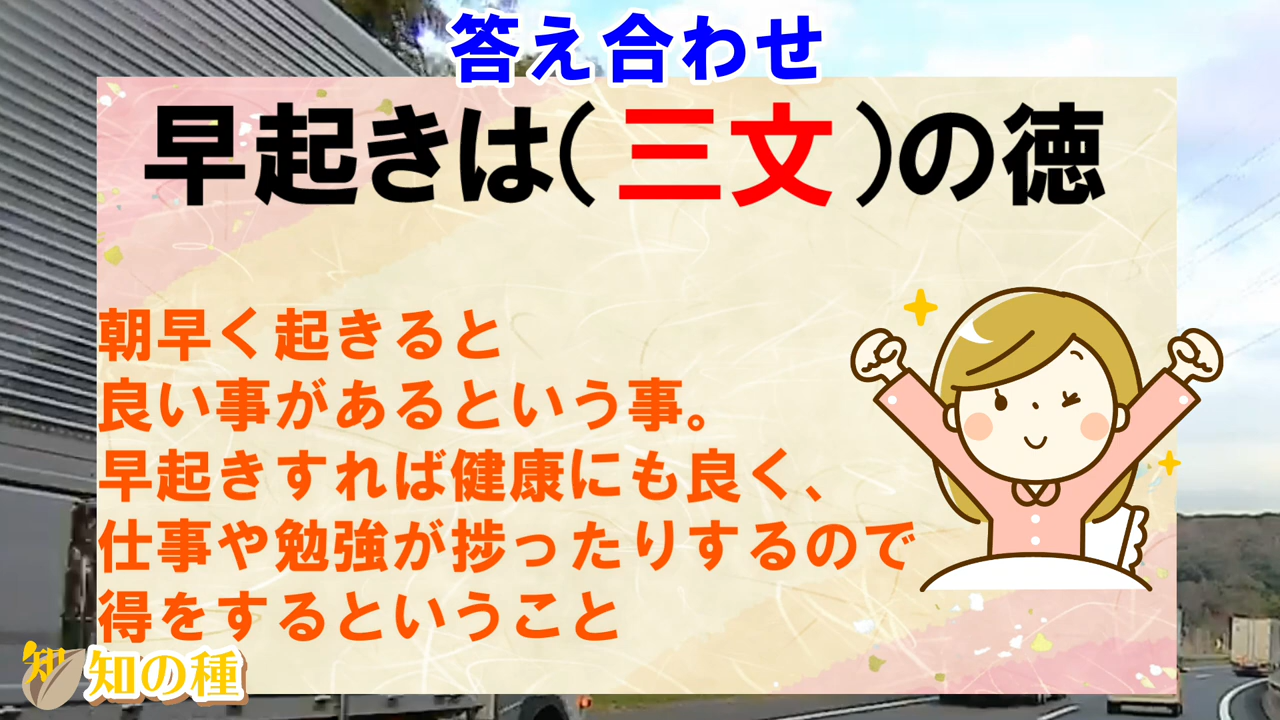 答え合わせ
早起きは(三文)の徳
朝早く起きると
良い事があるという事。
早起きすれば健康にも良く、
仕事や勉強が捗ったりするので
得をするということ
知 知の種